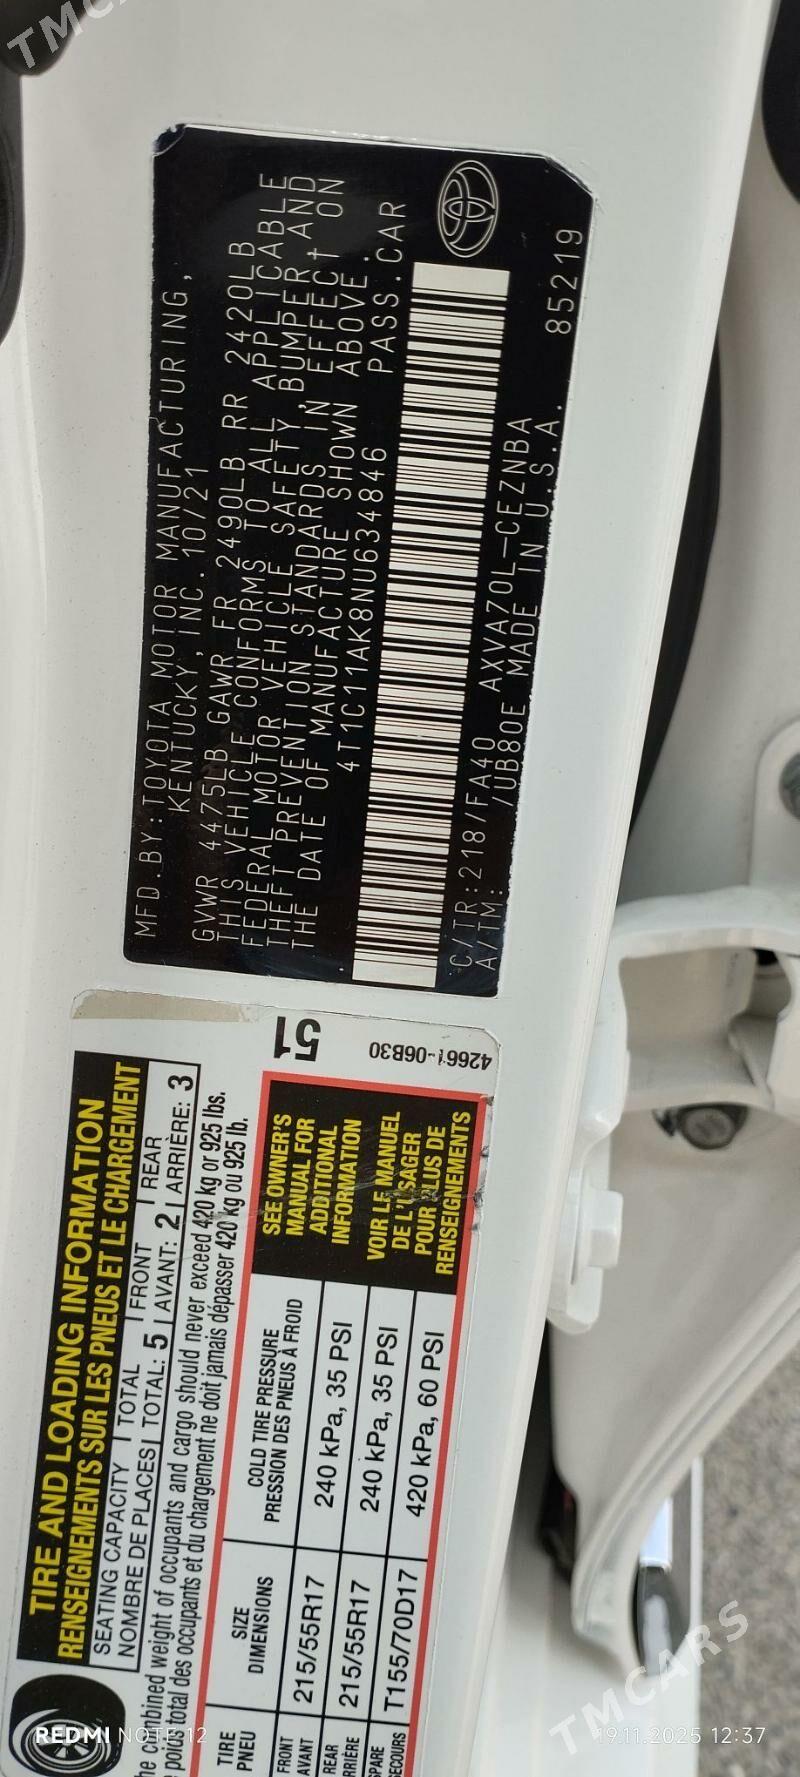 TMCARS
MFD.BY:TOYOTA MOTOR MANUFACTURING,
KENTUCKY,INC.10/21
GVWR 4475LB GAWR FR 2490LB RR 2420LB
THIS VEHICLE CONFORMS TO ALL APPLICABLE
FEDERAL MOTOR VEHICLE SAFETY, BUMPER, AND
THEFT PREVENTION STANDARDS IN EFFECT ON
THE DATE OF MANUFACTURE SHOWN ABOVE.
4T1C11AK8NU634846 PASS.CAR
C/TR:218/FA40 AXVA70L-CEZNBA
A/TM: /UB80E MADE IN U.S.A. 85219
51
42661-06B30
TIRE AND LOADING INFORMATION
RENSEIGNEMENTS SUR LES PNEUS ET LE CHARGEMENT
SEATING CAPACITY TOTAL FRONT REAR
NOMBRE DE PLACES TOTAL: 5 AVANT: 2 ARRIÈRE: 3
combined weight of occupants and cargo should never exceed 420 kg or 925 lbs.
total des occupants et du chargement ne doit jamais dépasser 420 kg ou 925 lb.
TIRE SIZE COLD TIRE PRESSURE
PNEU DIMENSIONS PRESSION DES PNEUS À FROID
FRONT
AVANT 215/55R17 240 kPa, 35 PSI
REAR
215/55R17 240 kPa, 35 PSI
T155/70D17 420 kPa, 60 PSI
SEE OWNER'S
MANUAL FOR
ADDITIONAL
INFORMATION
VOIR LE MANUEL
DE L'USAGER
POUR PLUS DE
RENSEIGNEMENTS
REDMI NOTE 12
19.11.2025 12:37
TMCARS